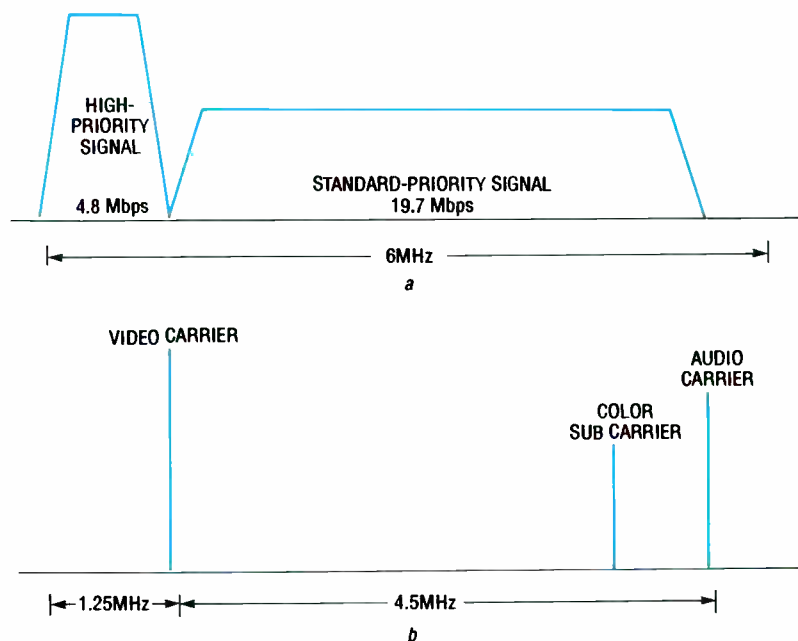 HIGH-
PRIORITY
SIGNAL
4.8 Mbps
STANDARD-PRIORITY SIGNAL
19.7 Mbps
6MHz
a
VIDEO CARRIER
COLOR
SUB CARRIER
AUDIO
CARRIER
1.25MHz
4.5MHz
b